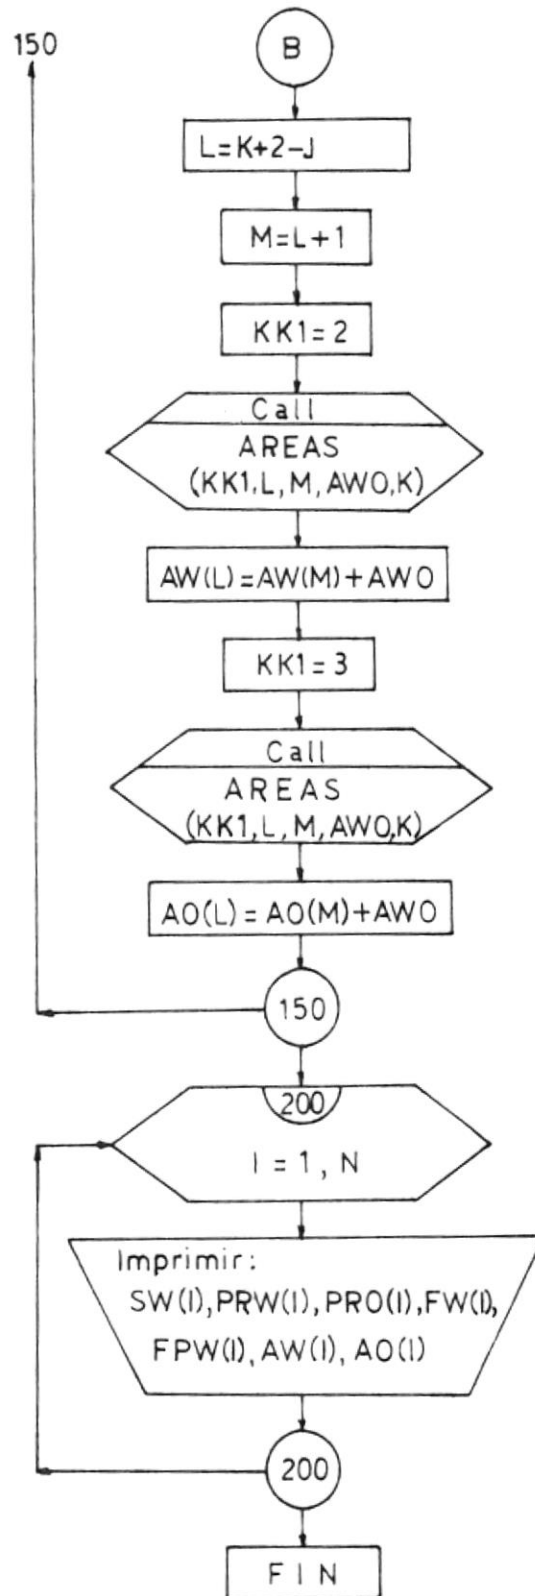 150
B
L=K+2-J
M=L+1
KK1=2
Call
AREAS
(KK1,L,M,AWO,K)
AW(L)=AW(M)+AWO
KK1=3
Call
AREAS
(KK1,L,M,AWO,K)
AO(L)=AO(M)+AWO
150
200
I=1,N
Imprimir:
SW(I),PRW(I),PRO(I),FW(I),
FPW(I),AW(I),AO(I)
200
FIN